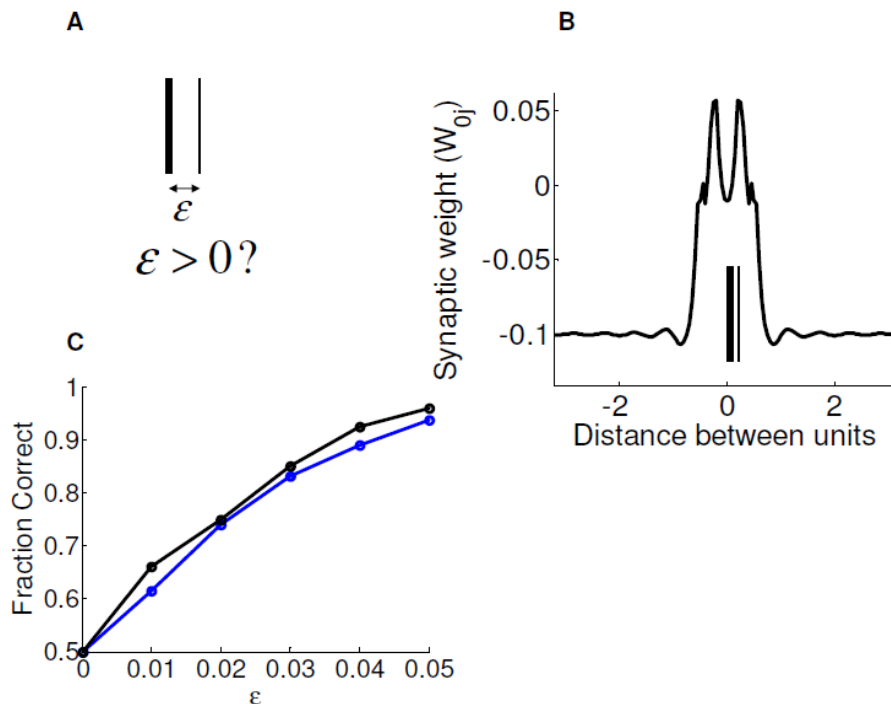 A
ε
ε > 0?
B
Synaptic weight (W0j)
0.05
0
-0.05
-0.1
-2
0
2
Distance between units
C
Fraction Correct
1
0.9
0.8
0.7
0.6
0.5
0
0.01
0.02
0.03
0.04
0.05
ε